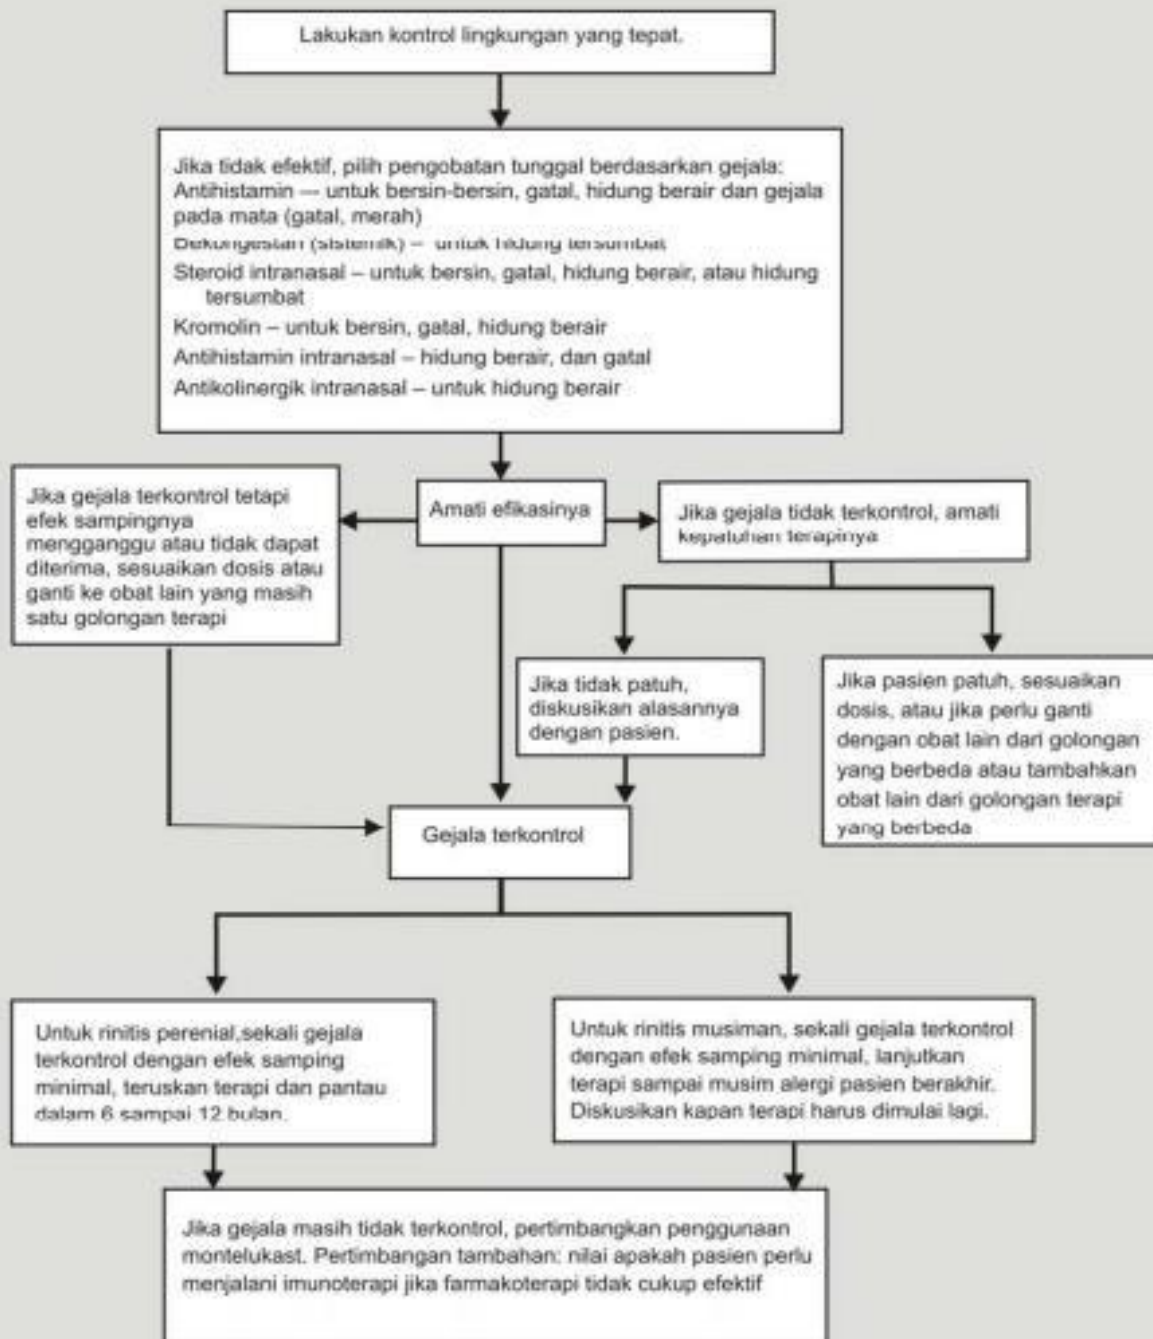 Lakukan kontrol lingkungan yang tepat.
Jika tidak efektif, pilih pengobatan tunggal berdasarkan gejala:
Antihistamin — untuk bersin-bersin, gatal, hidung berair dan gejala
pada mata (gatal, merah)
Dekongestan (sistemik) – untuk hidung tersumbat
Steroid intranasal – untuk bersin, gatal, hidung berair, atau hidung
tersumbat
Kromolin – untuk bersin, gatal, hidung berair
Antihistamin intranasal – hidung berair, dan gatal
Antikolinergik intranasal – untuk hidung berair
Jika gejala terkontrol tetapi
efek sampingnya
mengganggu atau tidak dapat
diterima, sesuaikan dosis atau
ganti ke obat lain yang masih
satu golongan terapi
Amati efikasinya
Jika gejala tidak terkontrol, amati
kepatuhan terapinya
Jika tidak patuh,
diskusikan alasannya
dengan pasien.
Jika pasien patuh, sesuaikan
dosis, atau jika perlu ganti
dengan obat lain dari golongan
yang berbeda atau tambahkan
obat lain dari golongan terapi
yang berbeda
Gejala terkontrol
Untuk rinitis perenial,sekali gejala
terkontrol dengan efek samping
minimal, teruskan terapi dan pantau
dalam 6 sampai 12 bulan.
Untuk rinitis musiman, sekali gejala terkontrol
dengan efek samping minimal, lanjutkan
terapi sampai musim alergi pasien berakhir.
Diskusikan kapan terapi harus dimulai lagi.
Jika gejala masih tidak terkontrol, pertimbangkan penggunaan
montelukast. Pertimbangan tambahan: nilai apakah pasien perlu
menjalani imunoterapi jika farmakoterapi tidak cukup efektif